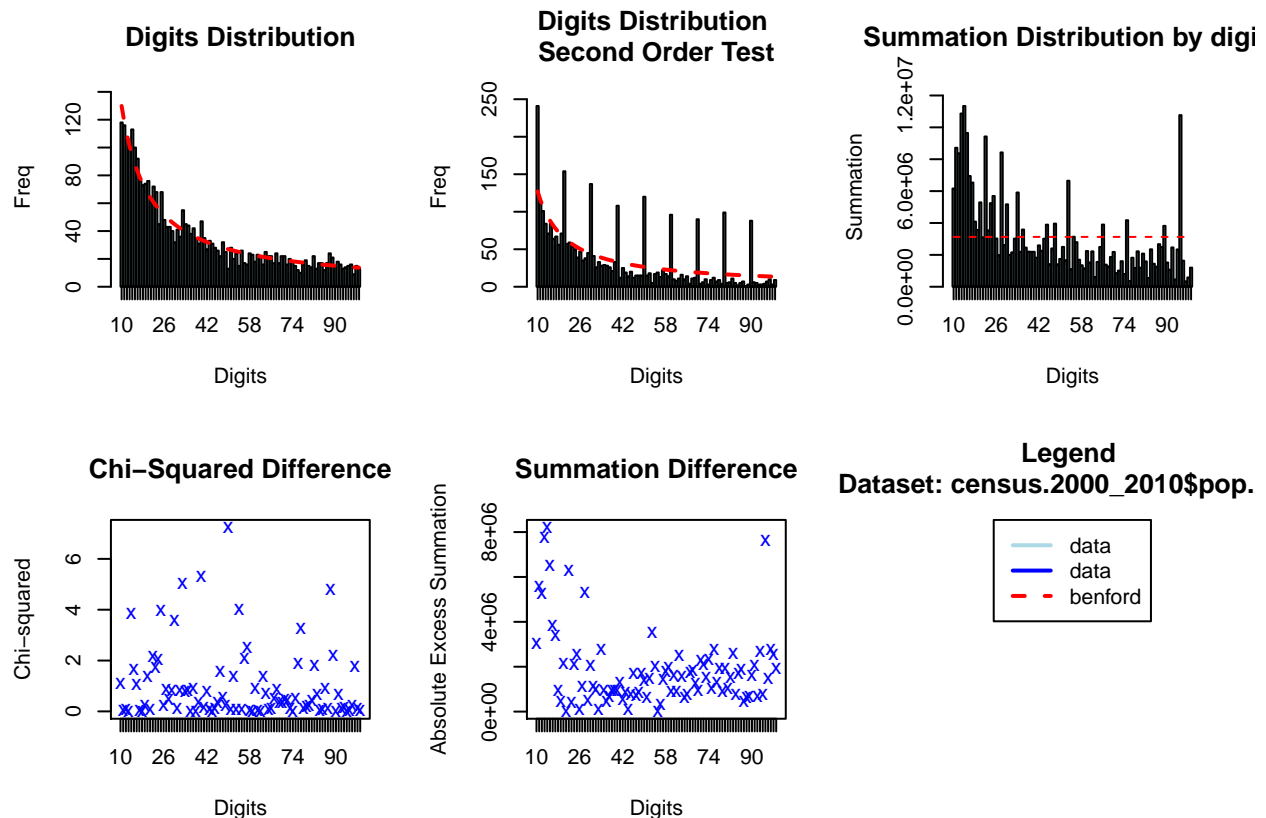 Digits Distribution
Freq
120
80
40
0
10 26 42 58 74 90
Digits
Digits Distribution
Second Order Test
Freq
250
150
50
0
10 26 42 58 74 90
Digits
Summation Distribution by digi
Summation
1.2e+07
6.0e+06
0.0e+00
10 26 42 58 74 90
Digits
Chi−Squared Difference
Chi−squared
6
4
2
0
10 26 42 58 74 90
Digits
Summation Difference
Absolute Excess Summation
8e+06
4e+06
0e+00
10 26 42 58 74 90
Digits
Legend
Dataset: census.2000_2010$pop.
data
data
benford